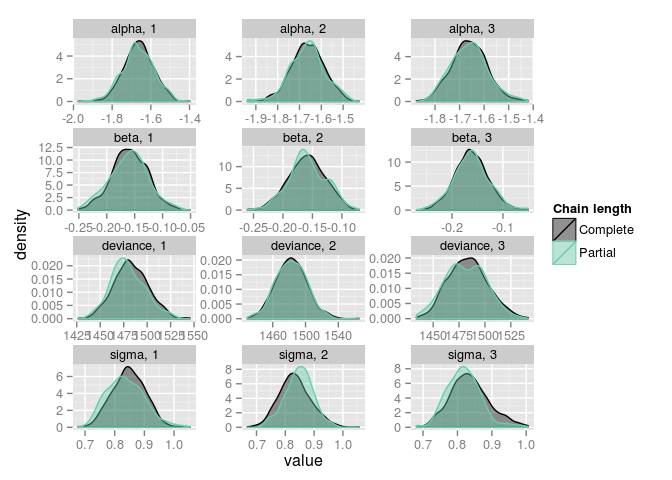 alpha, 1 alpha, 2 alpha, 3
4 4 4
2 2 2
0 0 0
-2.0 -1.8 -1.6 -1.4 -1.9 -1.8 -1.7 -1.6 -1.5 -1.8 -1.7 -1.6 -1.5 -1.4
beta, 1 beta, 2 beta, 3
12.5
10.0 10 10
7.5
5.0 5 5
2.5
0.0 0 0
-0.25 -0.20 -0.15 -0.10 -0.05 -0.25 -0.20 -0.15 -0.10 -0.2 -0.1
deviance, 1 deviance, 2 deviance, 3
0.020 0.020 0.020
0.015 0.015 0.015
0.010 0.010 0.010
0.005 0.005 0.005
0.000 0.000 0.000
1425 1450 1475 1500 1525 1550 1460 1500 1540 1450 1475 1500 1525
sigma, 1 sigma, 2 sigma, 3
8 8
6 6 6
4 4 4
2 2 2
0 0 0
0.7 0.8 0.9 1.0 0.7 0.8 0.9 1.0 0.7 0.8 0.9 1.0
value
density
Chain length
Complete
Partial